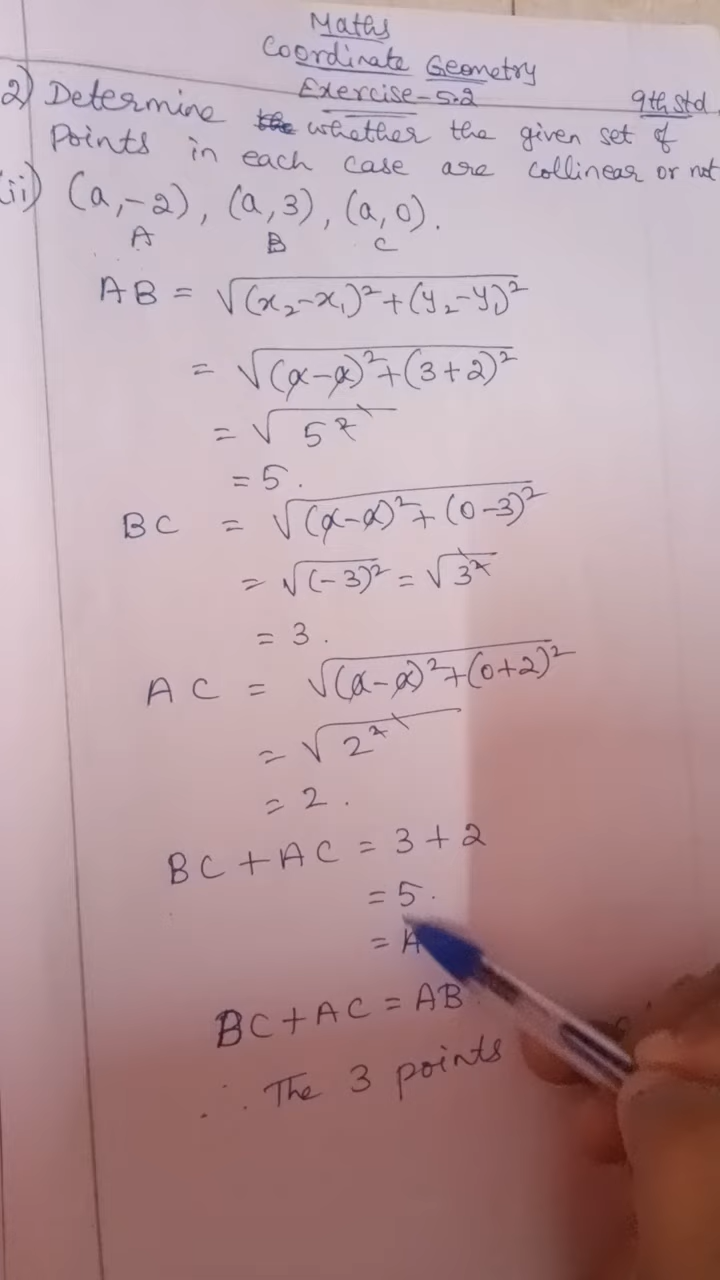 Maths
Coordinate Geometry
Exercise-5.2
9th std.
2) Determine the whether the given set of
points in each case are collinear or not
(ii) (a,-2), (a,3), (a,0).
A B C
AB = √(x₂-x₁)²+(y₂-y₁)²
= √(a-a)²+(3+2)²
= √5²
= 5.
BC = √(a-a)²+(0-3)²
= √(-3)² = √3²
= 3.
AC = √(a-a)²+(0+2)²
= √2²
= 2.
BC+AC = 3+2
= 5.
= A
BC+AC = AB
∴ The 3 points